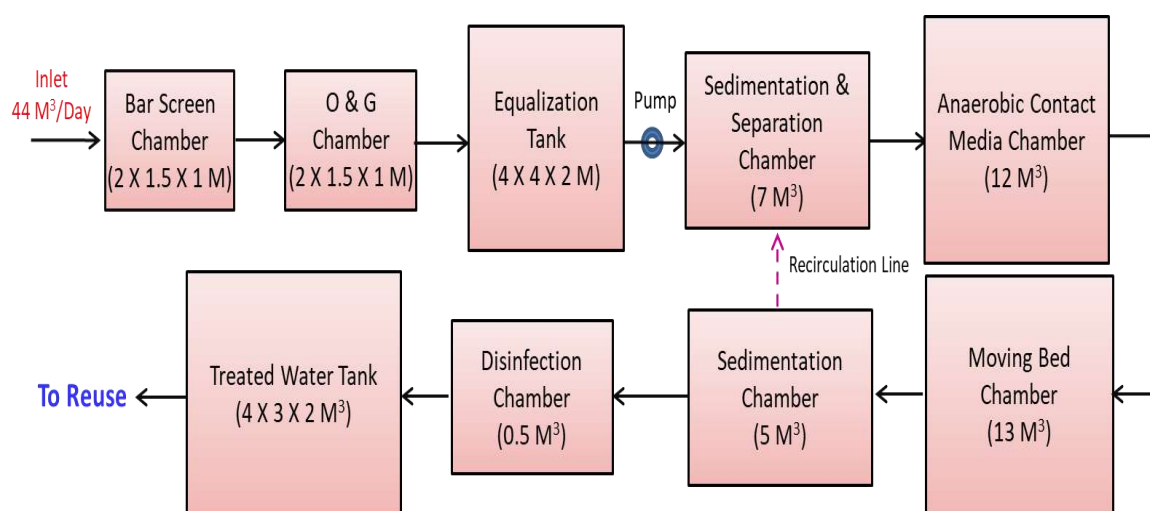 Inlet
44 M³/Day
Bar Screen
Chamber
(2 X 1.5 X 1 M)
O & G
Chamber
(2 X 1.5 X 1 M)
Equalization
Tank
(4 X 4 X 2 M)
Pump
Sedimentation &
Separation
Chamber
(7 M³)
Anaerobic Contact
Media Chamber
(12 M³)
Recirculation Line
Moving Bed
Chamber
(13 M³)
Sedimentation
Chamber
(5 M³)
Disinfection
Chamber
(0.5 M³)
Treated Water Tank
(4 X 3 X 2 M³)
To Reuse